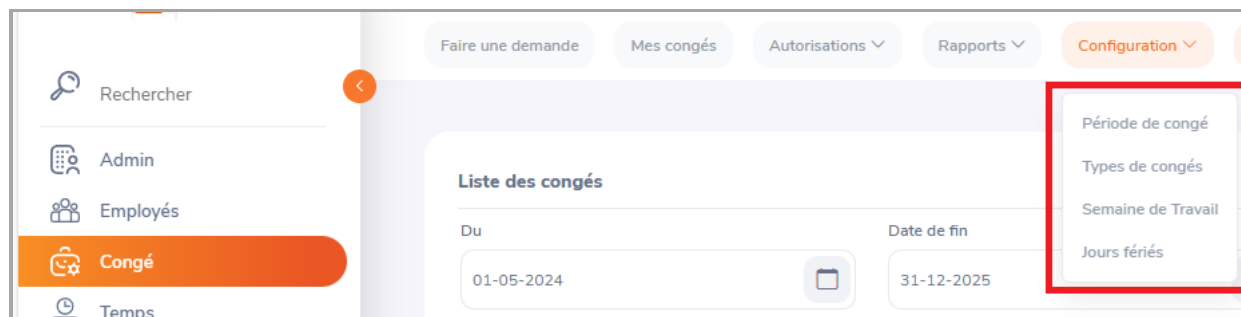 Faire une demande
Mes congés
Autorisations
Rapports
Configuration
Rechercher
Admin
Employés
Congé
Temps
Période de congé
Types de congés
Semaine de Travail
Jours fériés
Liste des congés
Du
Date de fin
01-05-2024
31-12-2025